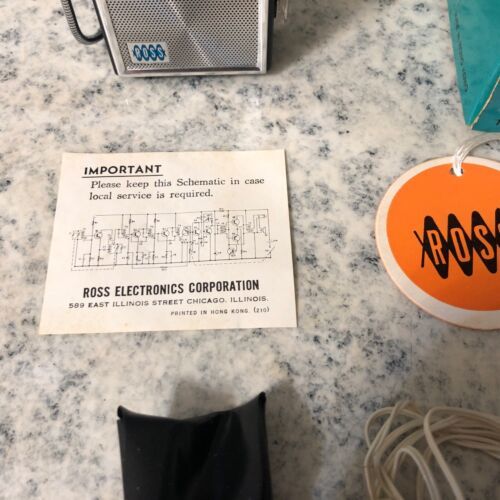 ROSS
IMPORTANT
Please keep this Schematic in case
local service is required.
ROSS ELECTRONICS CORPORATION
589 EAST ILLINOIS STREET CHICAGO, ILLINOIS.
PRINTED IN HONG KONG. (210)
ROSS